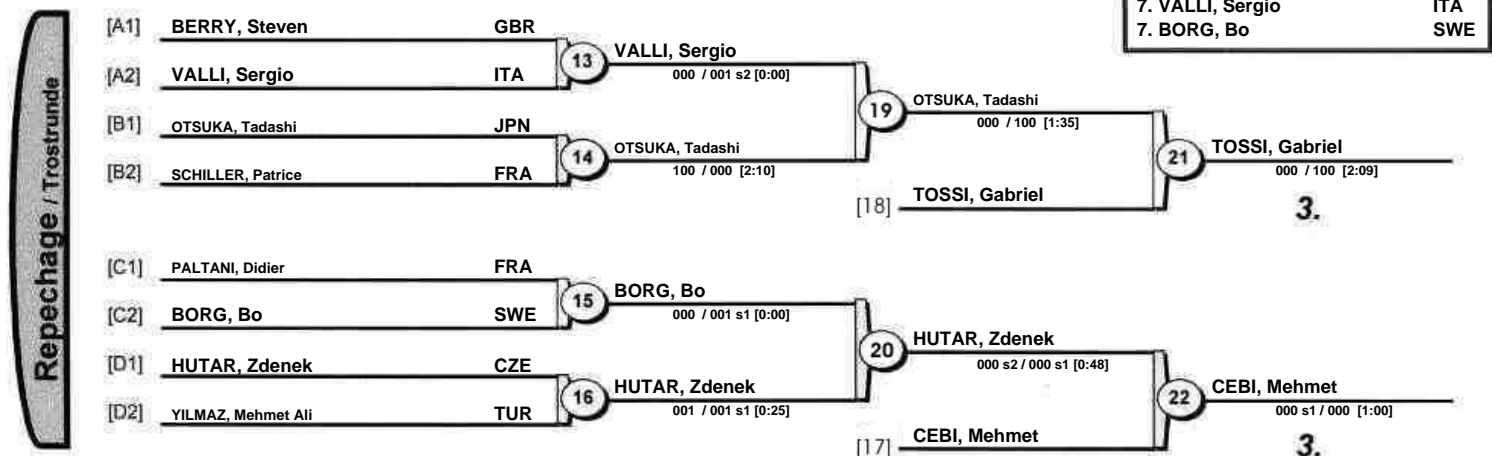 7. VALLI, Sergio ITA
7. BORG, Bo SWE
Repechage / Trostrunde
[A1] BERRY, Steven GBR
13 VALLI, Sergio
000 / 001 s2 [0:00]
[A2] VALLI, Sergio ITA
19 OTSUKA, Tadashi
000 / 100 [1:35]
[B1] OTSUKA, Tadashi JPN
14 OTSUKA, Tadashi
100 / 000 [2:10]
[B2] SCHILLER, Patrice FRA
21 TOSSI, Gabriel
000 / 100 [2:09]
[18] TOSSI, Gabriel
3.
[C1] PALTANI, Didier FRA
15 BORG, Bo
000 / 001 s1 [0:00]
[C2] BORG, Bo SWE
20 HUTAR, Zdenek
000 s2 / 000 s1 [0:48]
[D1] HUTAR, Zdenek CZE
16 HUTAR, Zdenek
001 / 001 s1 [0:25]
[D2] YILMAZ, Mehmet Ali TUR
22 CEBI, Mehmet
000 s1 / 000 [1:00]
[17] CEBI, Mehmet
3.